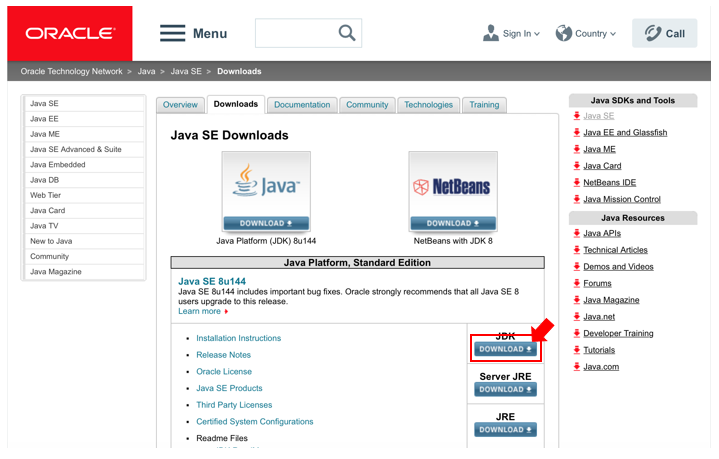 ORACLE
Menu
Sign In
Country
Call
Oracle Technology Network > Java > Java SE > Downloads
Java SE
Java EE
Java ME
Java SE Advanced & Suite
Java Embedded
Java DB
Web Tier
Java Card
Java TV
New to Java
Community
Java Magazine
Overview
Downloads
Documentation
Community
Technologies
Training
Java SE Downloads
Java
DOWNLOAD
Java Platform (JDK) 8u144
NetBeans
DOWNLOAD
NetBeans with JDK 8
Java Platform, Standard Edition
Java SE 8u144
Java SE 8u144 includes important bug fixes. Oracle strongly recommends that all Java SE 8
users upgrade to this release.
Learn more
• Installation Instructions
• Release Notes
• Oracle License
• Java SE Products
• Third Party Licenses
• Certified System Configurations
• Readme Files
JDK
DOWNLOAD
Server JRE
DOWNLOAD
JRE
DOWNLOAD
Java SDKs and Tools
Java SE
Java EE and Glassfish
Java ME
Java Card
NetBeans IDE
Java Mission Control
Java Resources
Java APIs
Technical Articles
Demos and Videos
Forums
Java Magazine
Java.net
Developer Training
Tutorials
Java.com